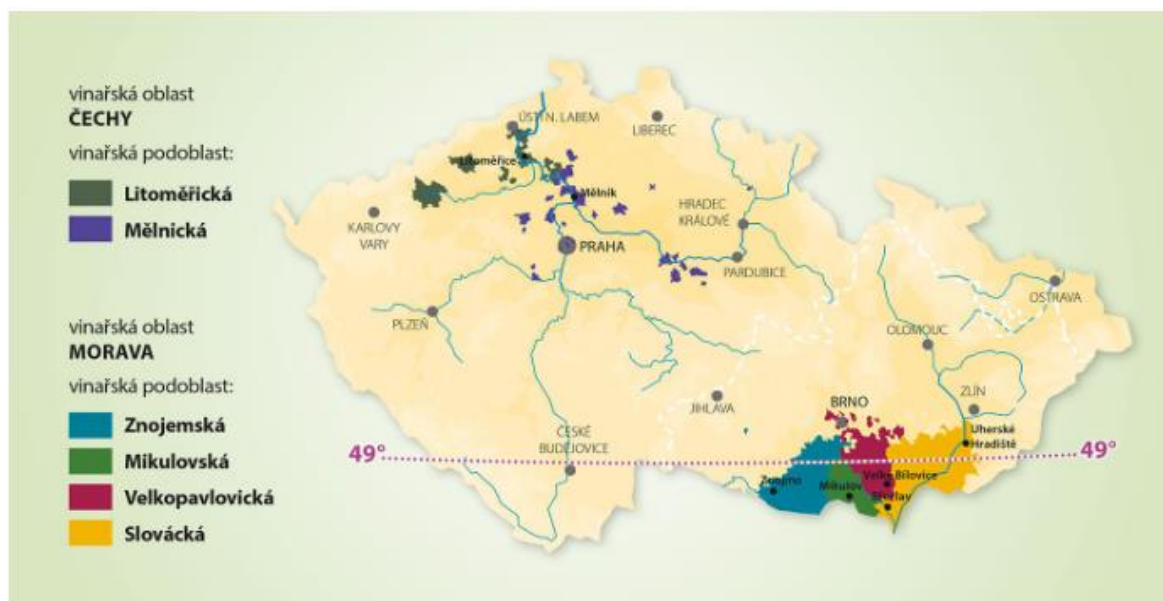 vinařská oblast
ČECHY
vinařská podoblast:
Litoměřická
Mělnická
vinařská oblast
MORAVA
vinařská podoblast:
Znojemská
Mikulovská
Velkopavlovická
Slovácká
ÚSTÍ N. LABEM
LIBEREC
Litoměřice
Mělník
KARLOVY
VARY
HRADEC
KRÁLOVÉ
PRAHA
PARDUBICE
PLZEŇ
OSTRAVA
OLOMOUC
JIHLAVA
BRNO
ZLÍN
ČESKÉ
BUDĚJOVICE
Uherské
Hradiště
49°
49°
Znojmo
Mikulov
Velké Bílovice
Břeclav